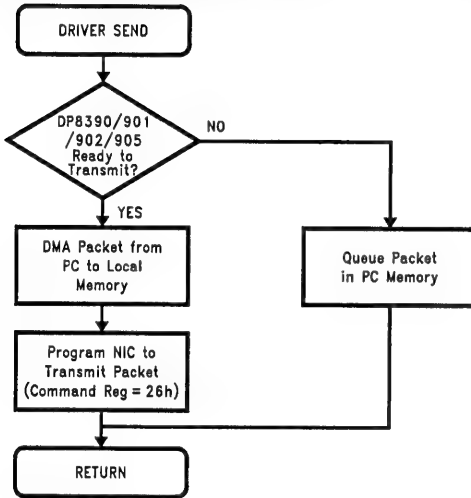 DRIVER SEND
DP8390/901
/902/905
Ready to
Transmit?
NO
YES
DMA Packet from
PC to Local
Memory
Queue Packet
in PC Memory
Program NIC to
Transmit Packet
(Command Reg = 26h)
RETURN